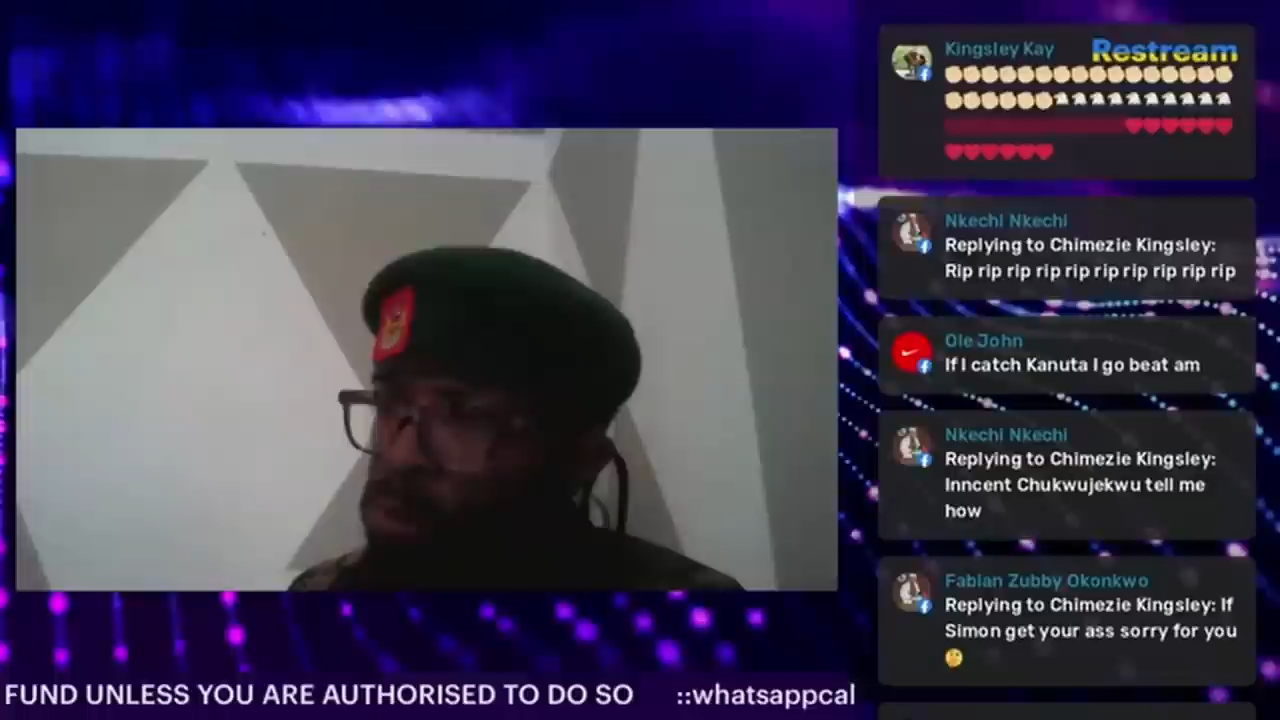 Kingsley Kay
Restream
Nkechi Nkechi
Replying to Chimezie Kingsley:
Rip rip rip rip rip rip rip rip rip rip
Ole John
If I catch Kanuta I go beat am
Nkechi Nkechi
Replying to Chimezie Kingsley:
Inncent Chukwujekwu tell me
how
Fabian Zubby Okonkwo
Replying to Chimezie Kingsley: If
Simon get your ass sorry for you
FUND UNLESS YOU ARE AUTHORISED TO DO SO ::whatsappcal